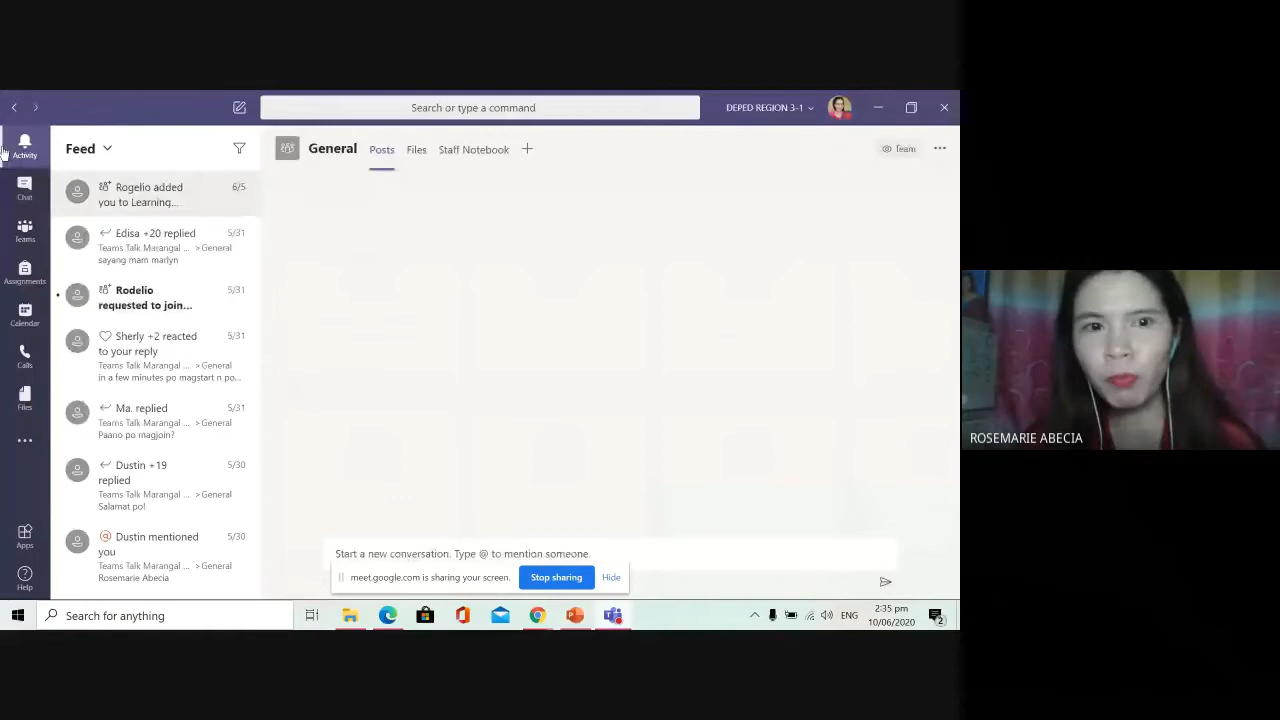 Search or type a command
DEPED REGION 3-1
Activity
Chat
Teams
Assignments
Calendar
Calls
Files
Apps
Help
Feed
Rogelio added 6/5
you to Learning...
Edisa +20 replied 5/31
Teams Talk Marangal ... > General
sayang mam marlyn
Rodelio 5/31
requested to join...
Sherly +2 reacted 5/31
to your reply
Teams Talk Marangal ... > General
in a few minutes po magstart n po...
Ma. replied 5/31
Teams Talk Marangal ... > General
Paano po magjoin?
Dustin +19 5/30
replied
Teams Talk Marangal ... > General
Salamat po!
Dustin mentioned 5/30
you
Teams Talk Marangal ... > General
Rosemarie Abecia
General Posts Files Staff Notebook
Team
Start a new conversation. Type @ to mention someone.
meet.google.com is sharing your screen. Stop sharing Hide
Search for anything
ENG
2:35 pm
10/06/2020
2
ROSEMARIE ABECIA